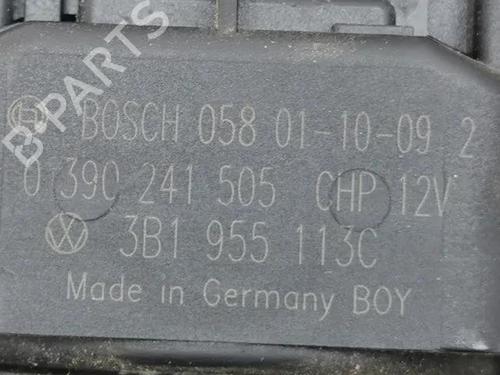 B-PARTS
BOSCH 058 01-10-09 2
0 390 241 505 CHP 12V
3B1 955 113C
Made in Germany BOY